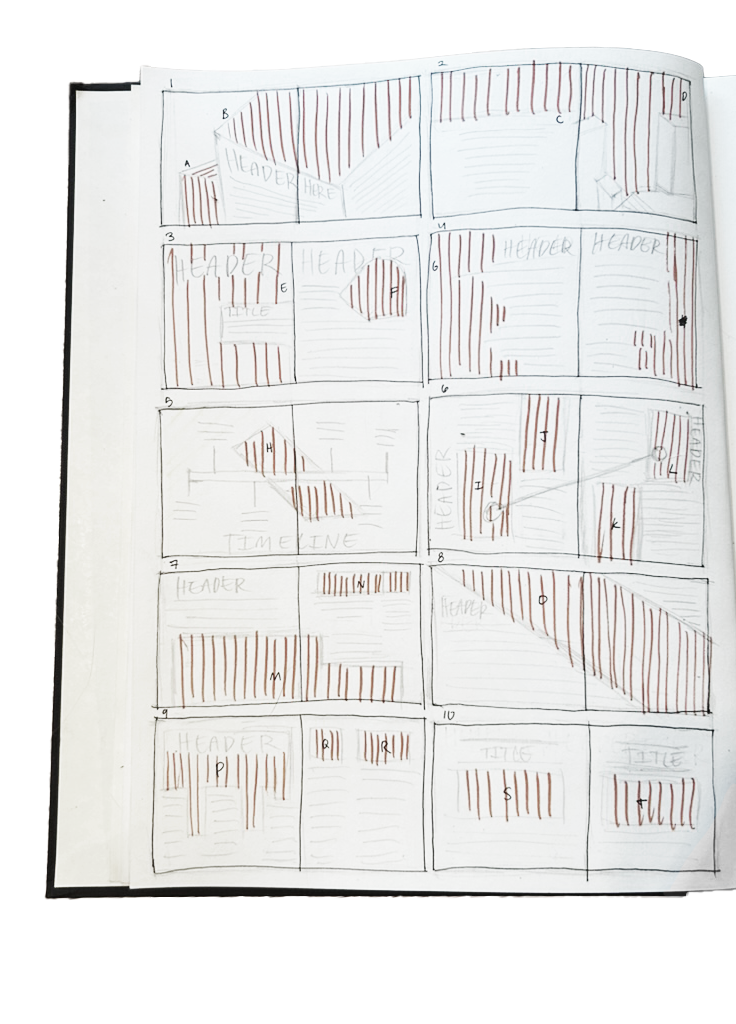 1
B
A
HEADER
HERE
2
D
C
3
HEADER
E
TITLE
HEADER
F
4
G
HEADER
HEADER
5
H
TIMELINE
6
HEADER
J
I
HEADER
L
K
7
HEADER
N
M
8
HEADER
O
9
HEADER
P
Q
R
10
TITLE
S
TITLE
T